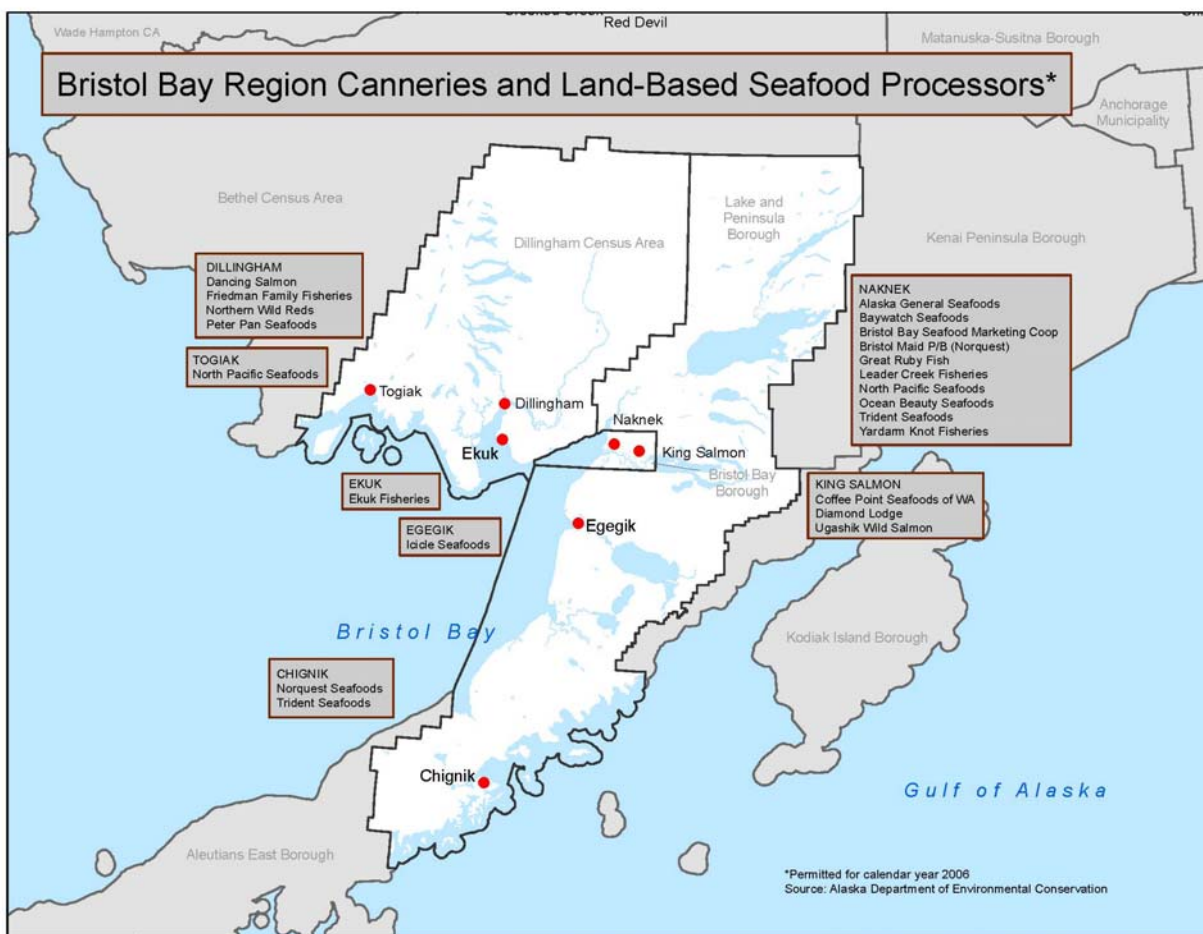 Red Devil
Wade Hampton CA
Matanuska-Susitna Borough
Bristol Bay Region Canneries and Land-Based Seafood Processors*
Anchorage
Municipality
Bethel Census Area
Lake and
Peninsula
Borough
Dillingham Census Area
Kenai Peninsula Borough
DILLINGHAM
Dancing Salmon
Friedman Family Fisheries
Northern Wild Reds
Peter Pan Seafoods
TOGIAK
North Pacific Seafoods
NAKNEK
Alaska General Seafoods
Baywatch Seafoods
Bristol Bay Seafood Marketing Coop
Bristol Maid P/B (Norquest)
Great Ruby Fish
Leader Creek Fisheries
North Pacific Seafoods
Ocean Beauty Seafoods
Trident Seafoods
Yardarm Knot Fisheries
Togiak
Dillingham
Naknek
Ekuk
King Salmon
Bristol Bay
Borough
EKUK
Ekuk Fisheries
KING SALMON
Coffee Point Seafoods of WA
Diamond Lodge
Ugashik Wild Salmon
EGEGIK
Icicle Seafoods
Egegik
Bristol Bay
Kodiak Island Borough
CHIGNIK
Norquest Seafoods
Trident Seafoods
Chignik
Gulf of Alaska
Aleutians East Borough
*Permitted for calendar year 2006
Source: Alaska Department of Environmental Conservation